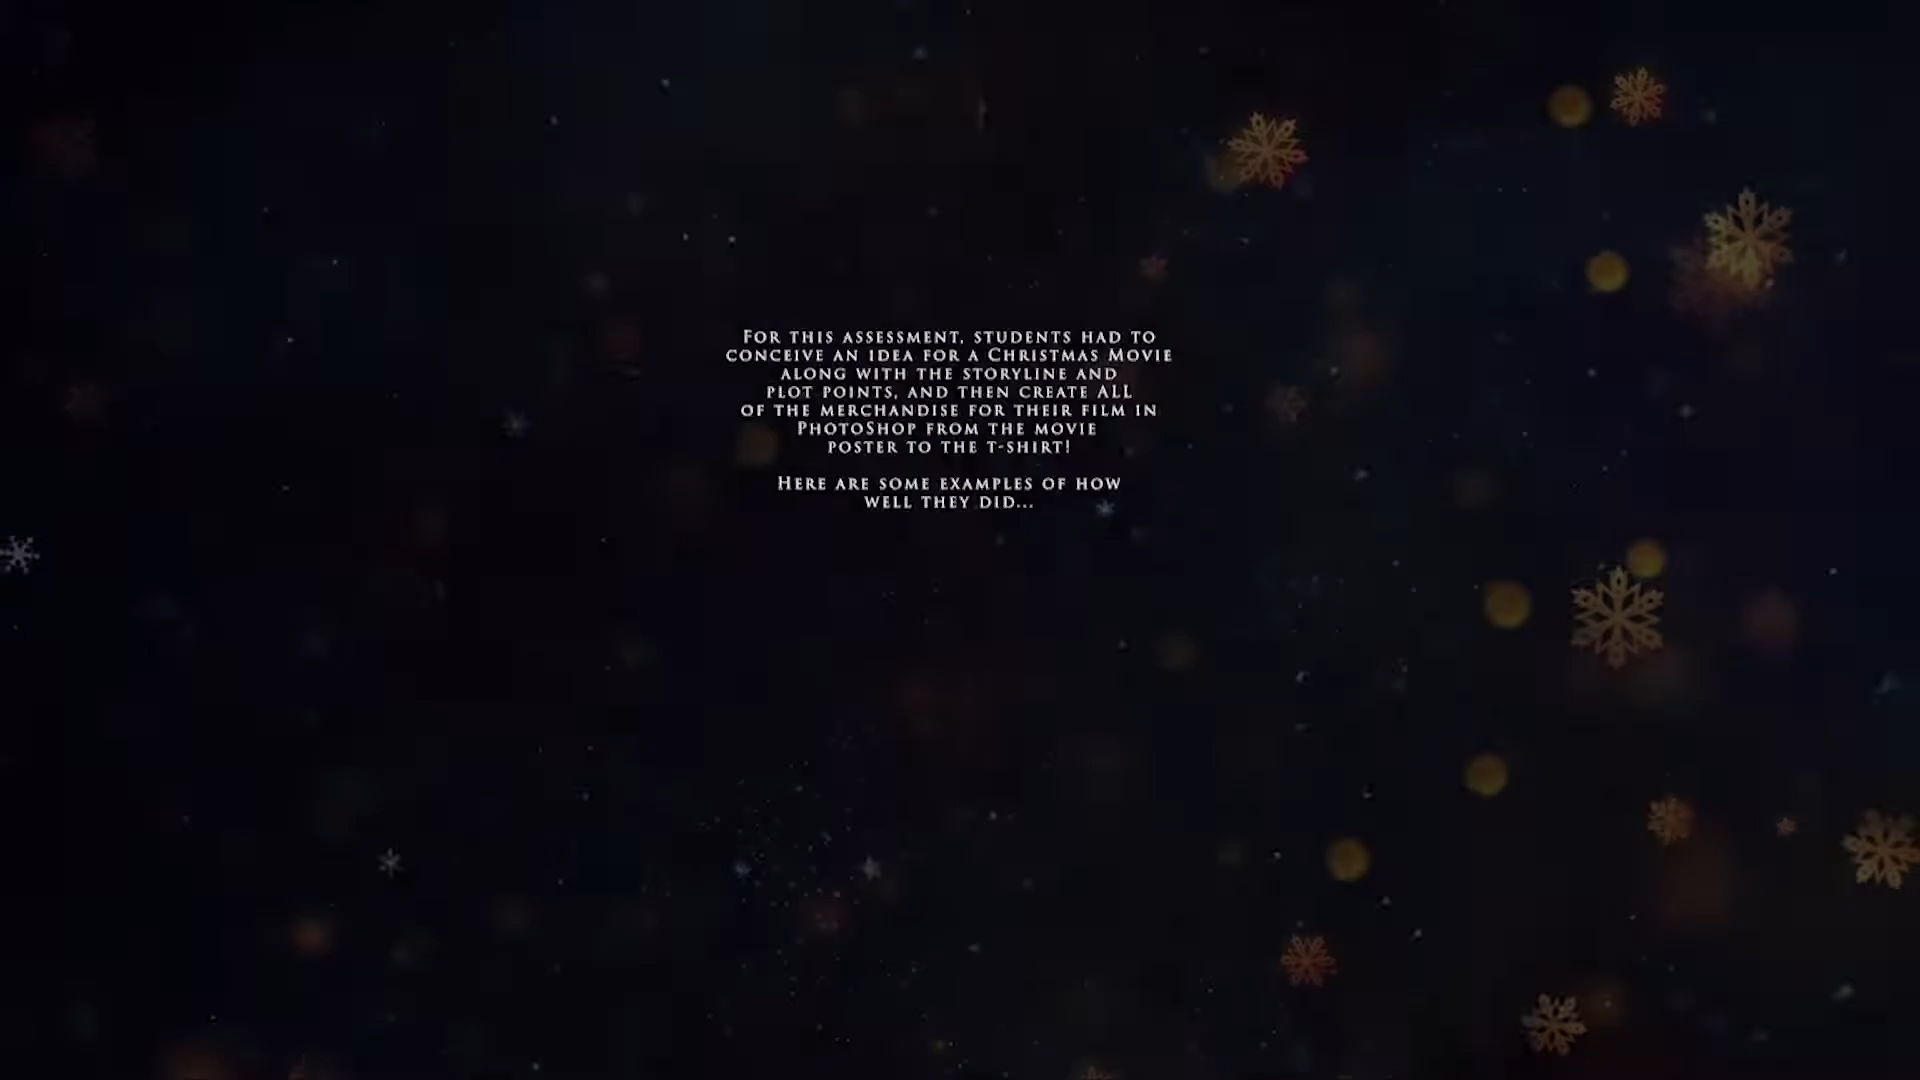 For this assessment, students had to
conceive an idea for a Christmas Movie
along with the storyline and
plot points, and then create ALL
of the merchandise for their film in
PhotoShop from the movie
poster to the t-shirt!
Here are some examples of how
well they did...